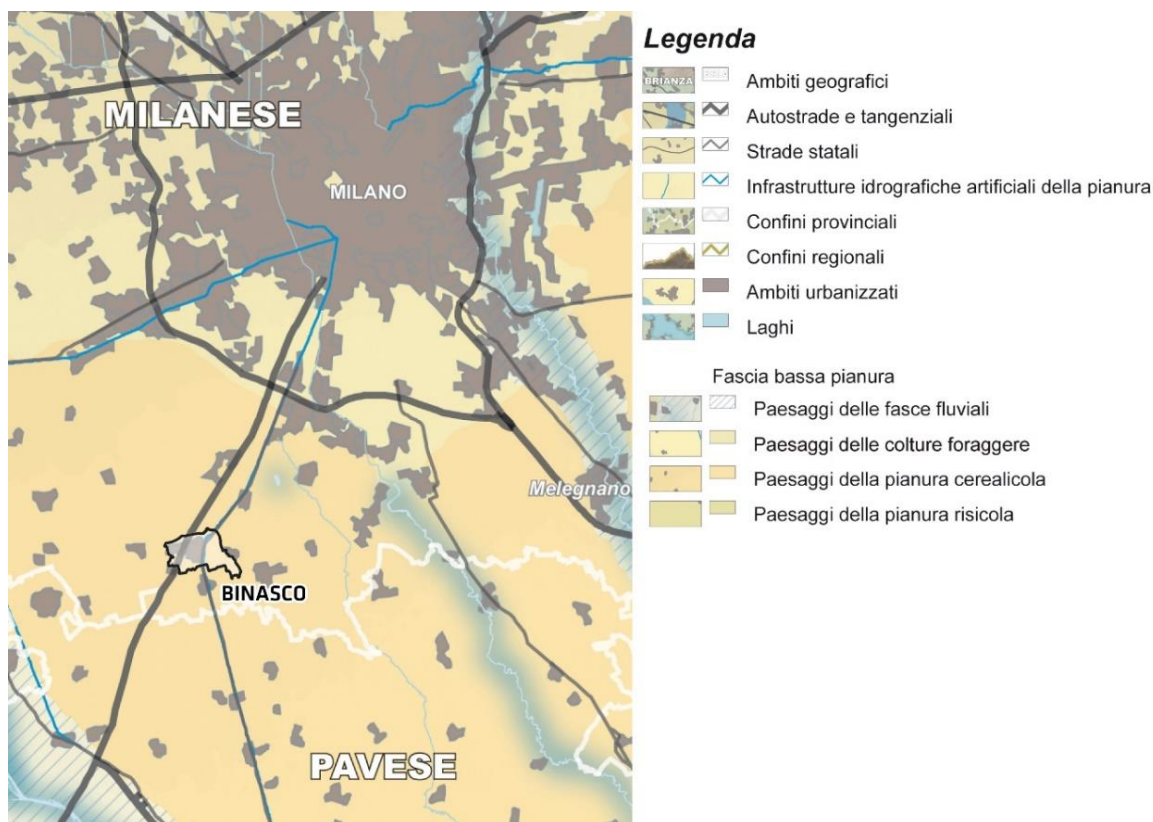 MILANESE
MILANO
Melegnano
BINASCO
PAVESE
Legenda
BRIANZA
Ambiti geografici
Autostrade e tangenziali
Strade statali
Infrastrutture idrografiche artificiali della pianura
Confini provinciali
Confini regionali
Ambiti urbanizzati
Laghi
Fascia bassa pianura
Paesaggi delle fasce fluviali
Paesaggi delle colture foraggere
Paesaggi della pianura cerealicola
Paesaggi della pianura risicola